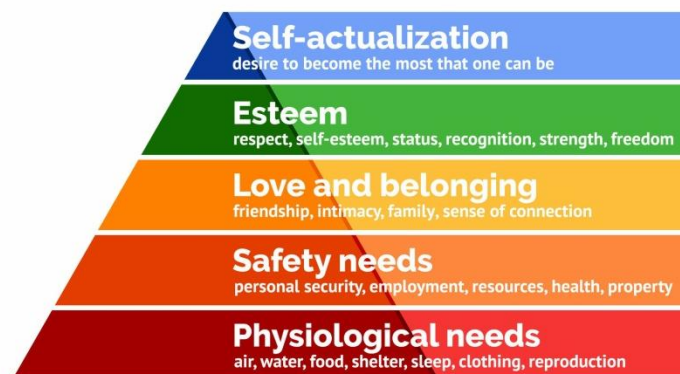 Self-actualization
desire to become the most that one can be
Esteem
respect, self-esteem, status, recognition, strength, freedom
Love and belonging
friendship, intimacy, family, sense of connection
Safety needs
personal security, employment, resources, health, property
Physiological needs
air, water, food, shelter, sleep, clothing, reproduction